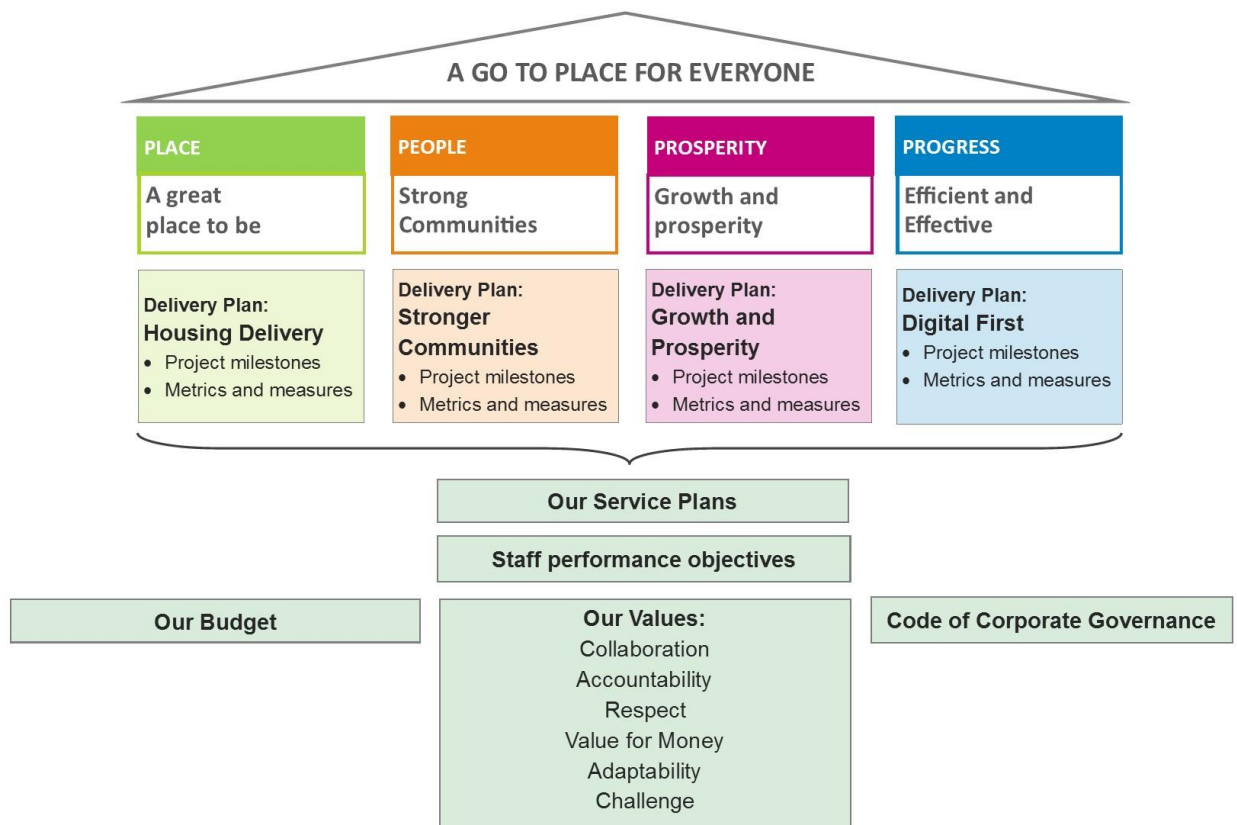 A GO TO PLACE FOR EVERYONE
PLACE
A great
place to be
Delivery Plan:
Housing Delivery
• Project milestones
• Metrics and measures
PEOPLE
Strong
Communities
Delivery Plan:
Stronger
Communities
• Project milestones
• Metrics and measures
PROSPERITY
Growth and
prosperity
Delivery Plan:
Growth and
Prosperity
• Project milestones
• Metrics and measures
PROGRESS
Efficient and
Effective
Delivery Plan:
Digital First
• Project milestones
• Metrics and measures
Our Service Plans
Staff performance objectives
Our Budget
Our Values:
Collaboration
Accountability
Respect
Value for Money
Adaptability
Challenge
Code of Corporate Governance